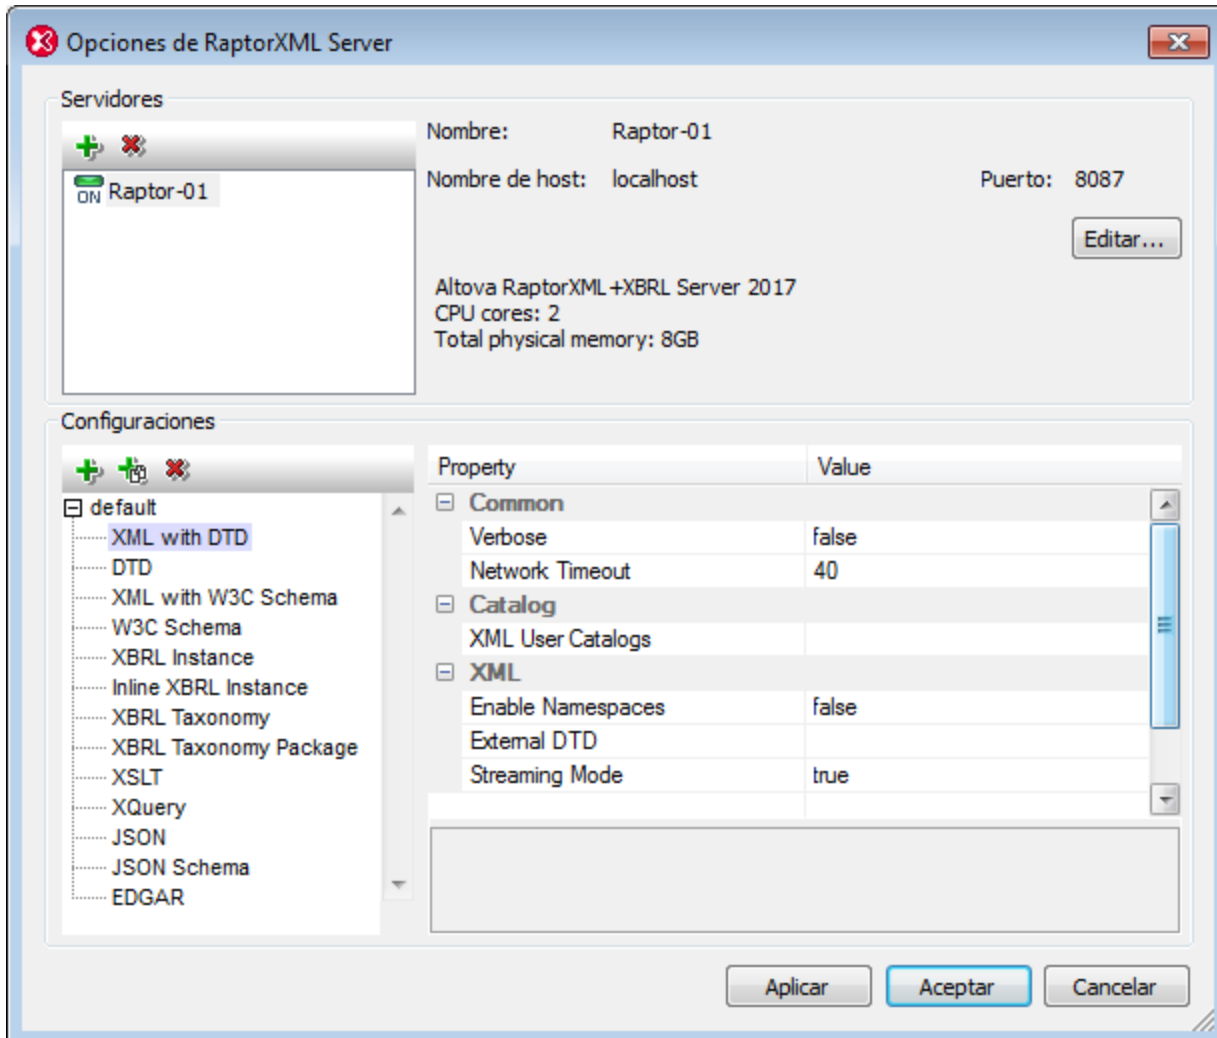 Opciones de RaptorXML Server
Servidores
Nombre: Raptor-01
ON Raptor-01
Nombre de host: localhost Puerto: 8087
Editar...
Altova RaptorXML+XBRL Server 2017
CPU cores: 2
Total physical memory: 8GB
Configuraciones
default
XML with DTD
DTD
XML with W3C Schema
W3C Schema
XBRL Instance
Inline XBRL Instance
XBRL Taxonomy
XBRL Taxonomy Package
XSLT
XQuery
JSON
JSON Schema
EDGAR
Property Value
Common
Verbose false
Network Timeout 40
Catalog
XML User Catalogs
XML
Enable Namespaces false
External DTD
Streaming Mode true
Aplicar Aceptar Cancelar